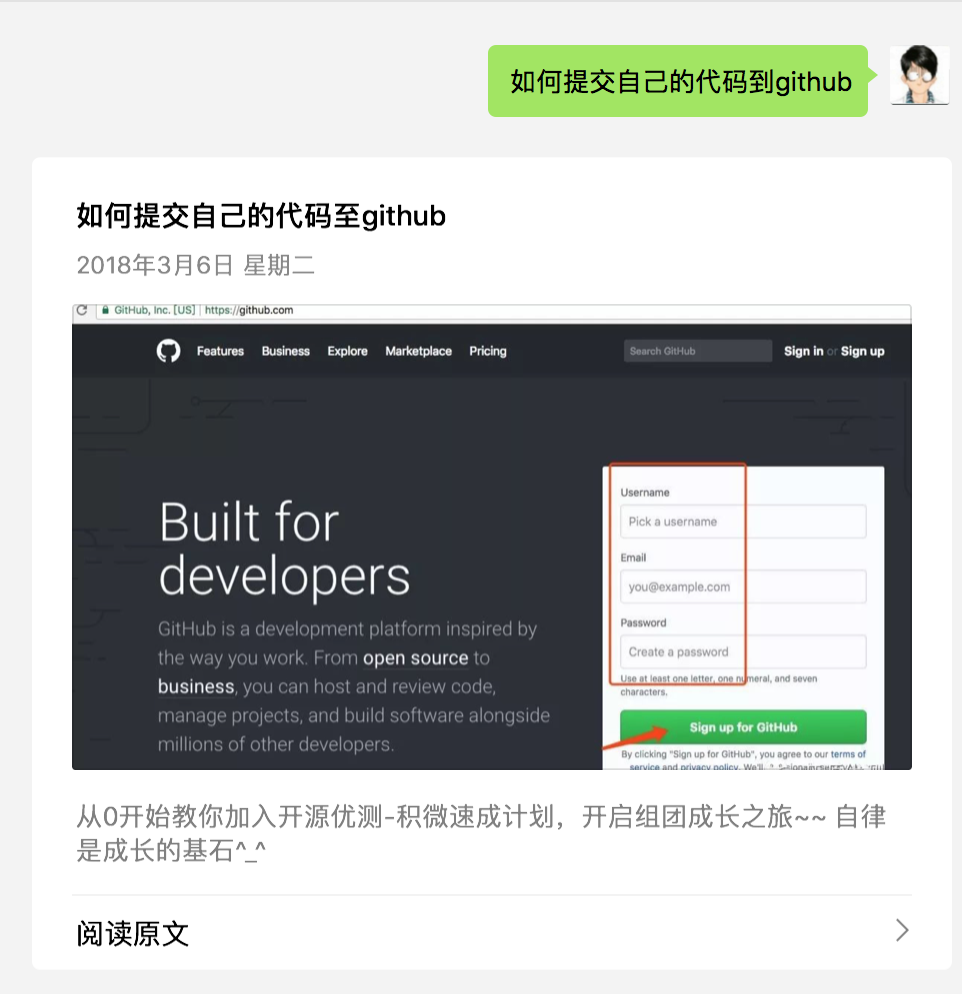 如何提交自己的代码到github
如何提交自己的代码至github
2018年3月6日 星期二
GitHub, Inc. [US] | https://github.com
Features Business Explore Marketplace Pricing Search GitHub Sign in or Sign up
Built for
developers
GitHub is a development platform inspired by
the way you work. From open source to
business, you can host and review code,
manage projects, and build software alongside
millions of other developers.
Username
Pick a username
Email
you@example.com
Password
Create a password
Use at least one letter, one numeral, and seven
characters.
Sign up for GitHub
By clicking "Sign up for GitHub", you agree to our terms of
service and privacy policy. We'll
从0开始教你加入开源优测-积微速成计划，开启组团成长之旅~~ 自律
是成长的基石^_^
阅读原文